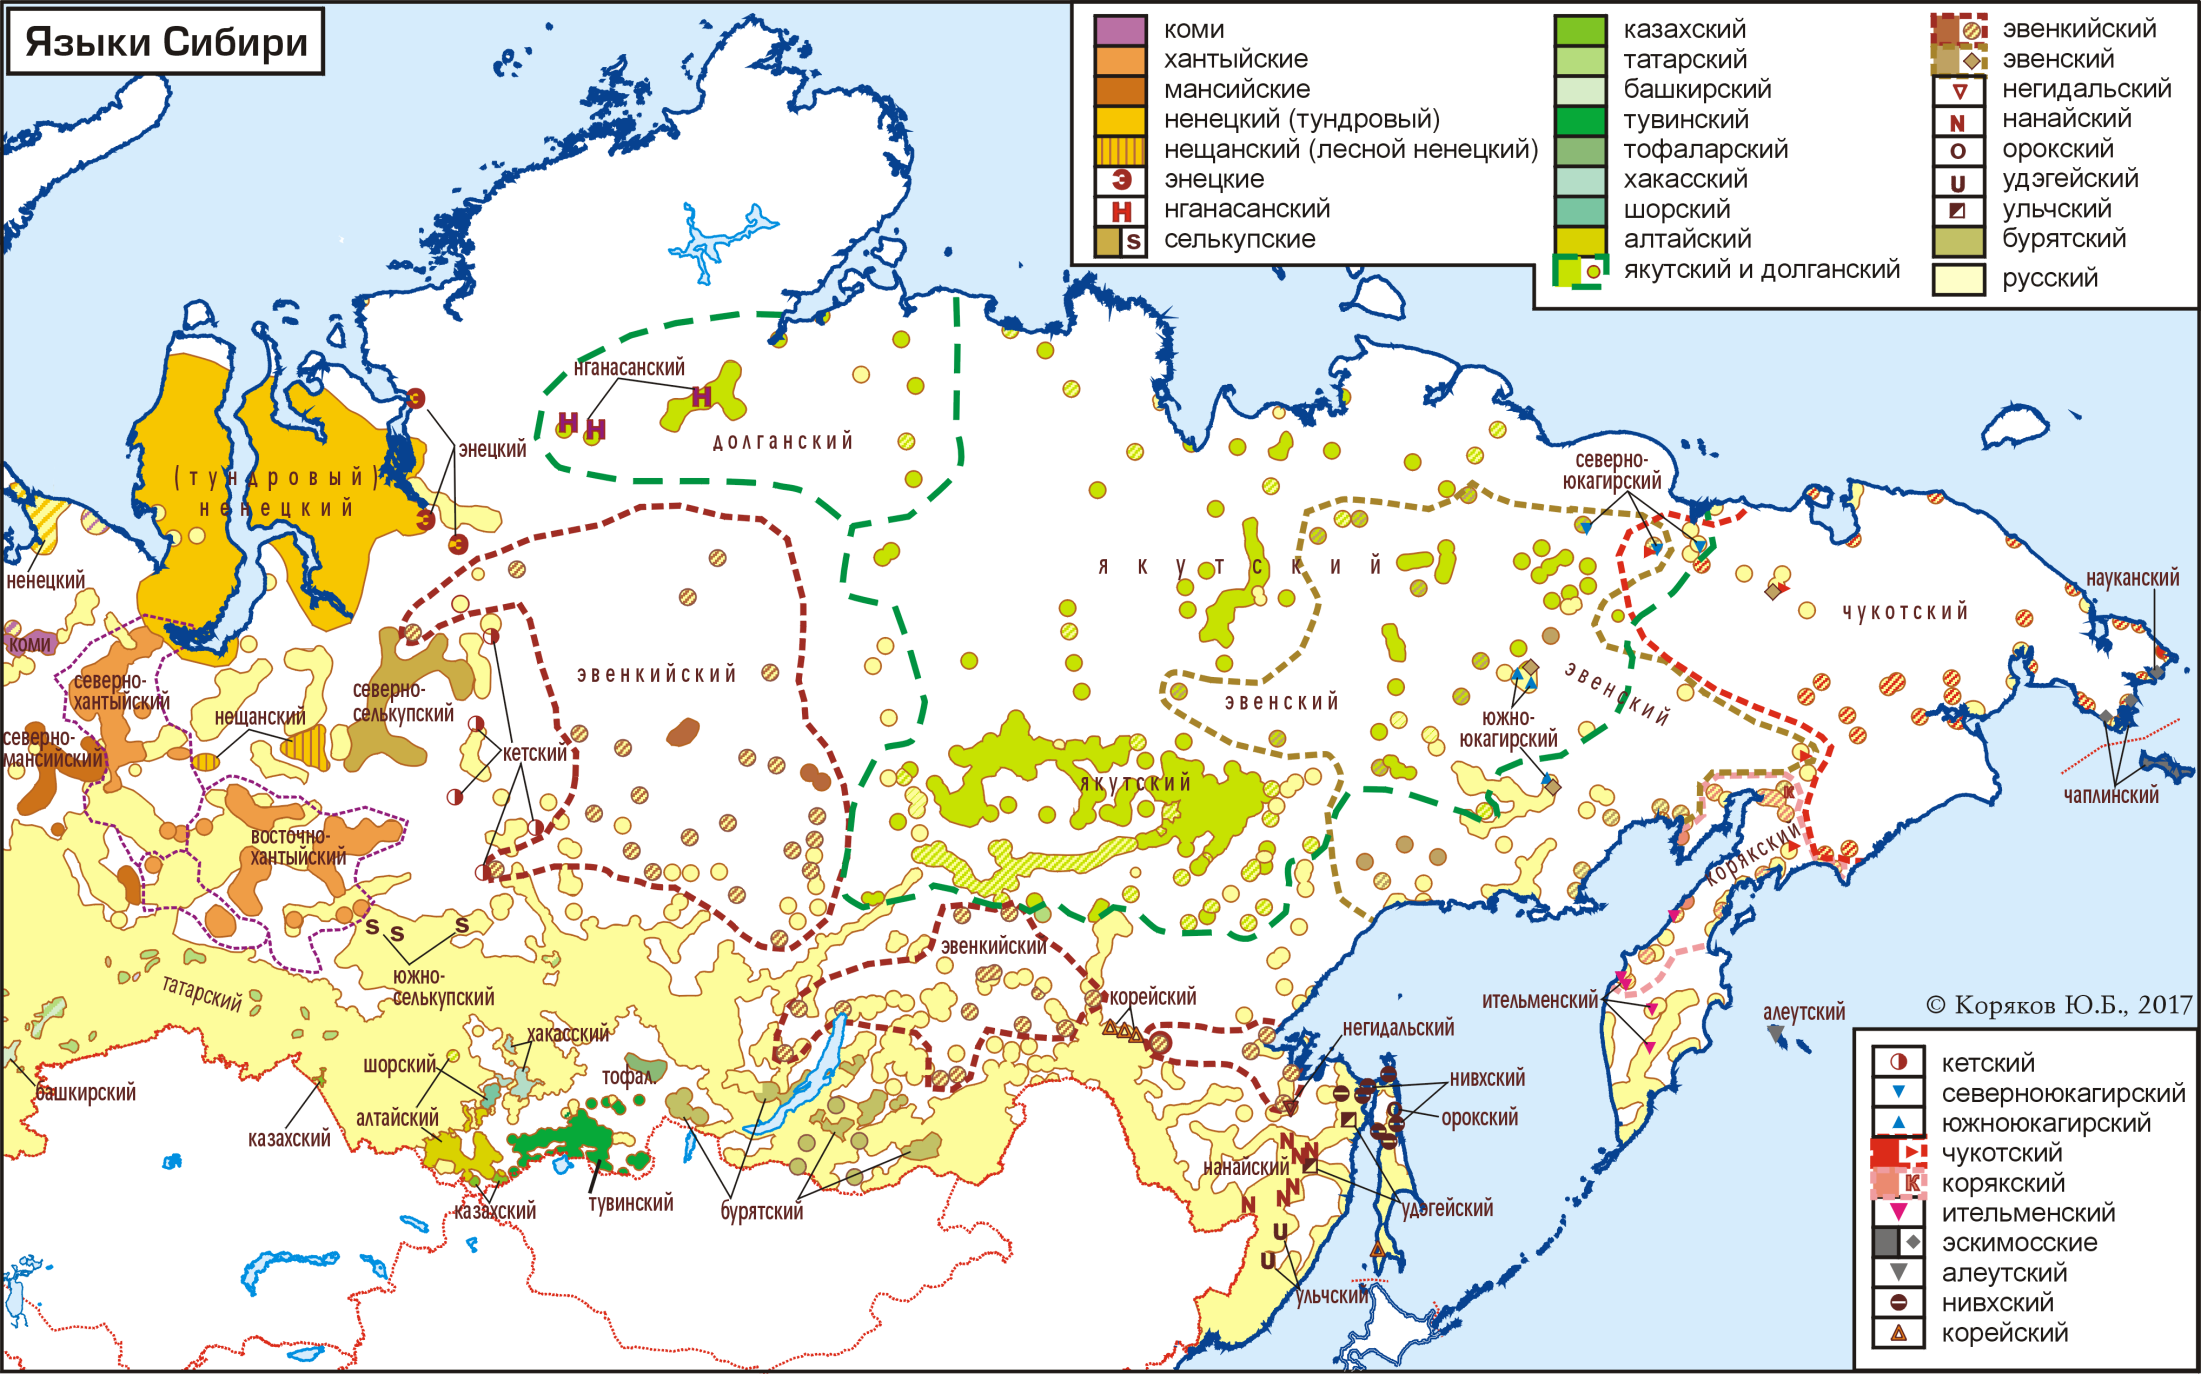 Языки Сибири
коми
хантыйские
мансийские
ненецкий (тундровый)
нещанский (лесной ненецкий)
Э энецкие
Н нганасанский
S селькупские
казахский
татарский
башкирский
тувинский
тофаларский
хакасский
шорский
алтайский
якутский и долганский
эвенкийский
эвенский
негидальский
N нанайский
орокский
U удэгейский
ульчский
бурятский
русский
нганасанский
Н
Н Н
долганский
Э
энецкий
Э
Э
(тундровый)
ненецкий
ненецкий
коми
северно-
хантыйский
северно-
мансийский
нещанский
северно-
селькупский
кетский
эвенкийский
восточно-
хантыйский
S S S
южно-
селькупский
татарский
башкирский
казахский
шорский
хакасский
алтайский
тофал.
казахский
тувинский
бурятский
якутский
якутский
эвенский
эвенский
северно-
юкагирский
южно-
юкагирский
чукотский
науканский
чаплинский
К
корякский
эвенкийский
корейский
ительменский
алеутский
негидальский
нивхский
орокский
нанайский
N
N N
N
N
N
удэгейский
U
U
ульчский
© Коряков Ю.Б., 2017
кетский
северноюкагирский
южноюкагирский
чукотский
К корякский
ительменский
эскимосские
алеутский
нивхский
корейский